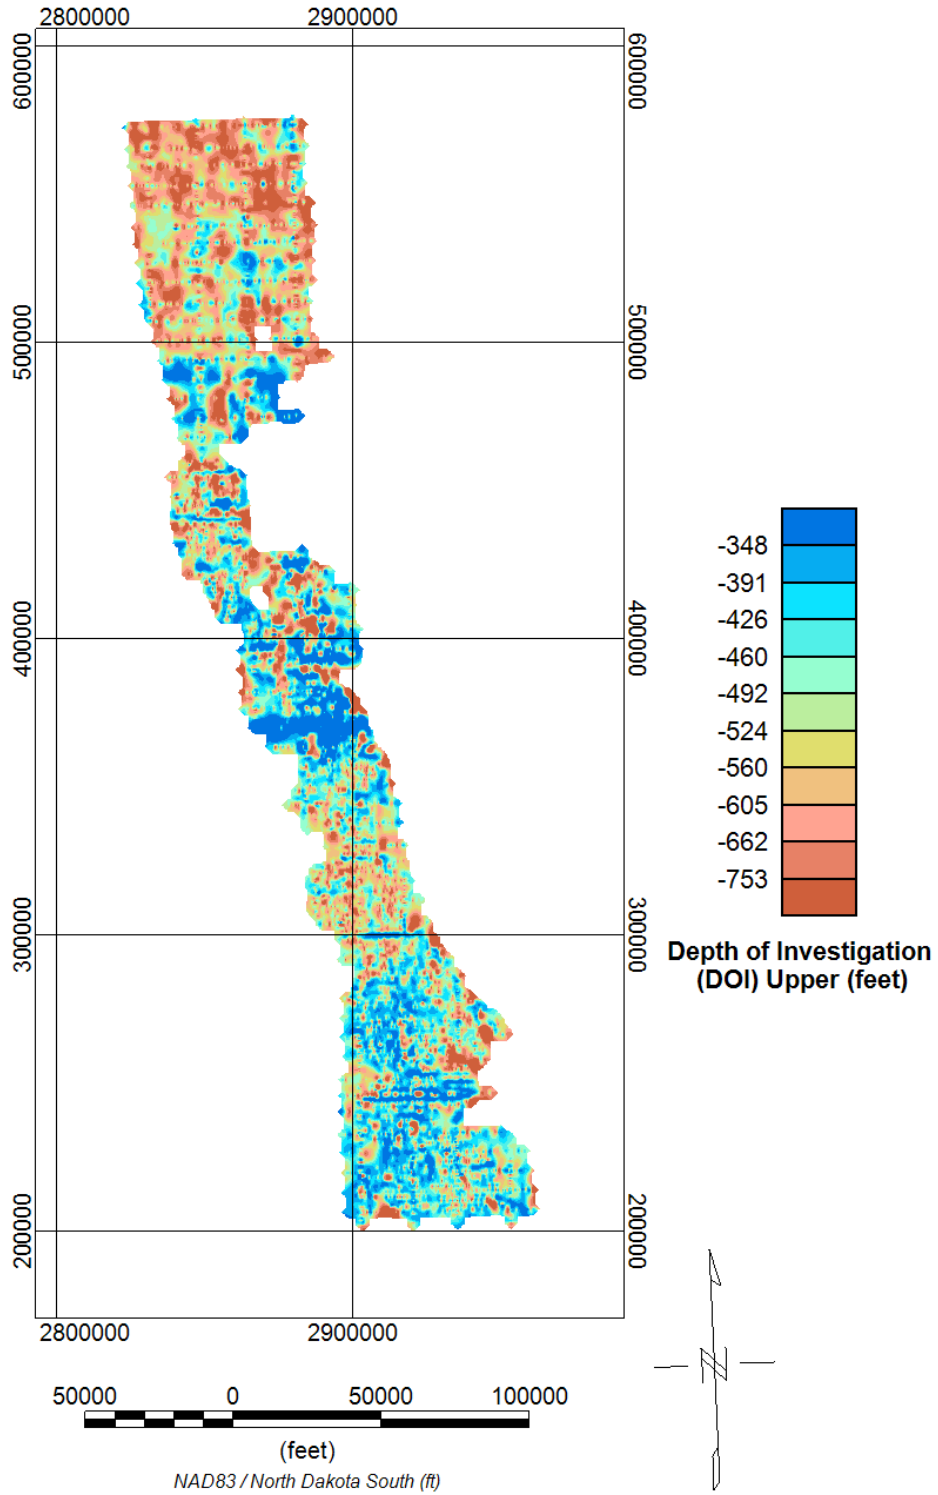 2800000 2900000
600000 600000
500000 500000
400000 400000
300000 300000
200000 200000
2800000 2900000
-348
-391
-426
-460
-492
-524
-560
-605
-662
-753
Depth of Investigation
(DOI) Upper (feet)
50000 0 50000 100000
(feet)
NAD83 / North Dakota South (ft)
N